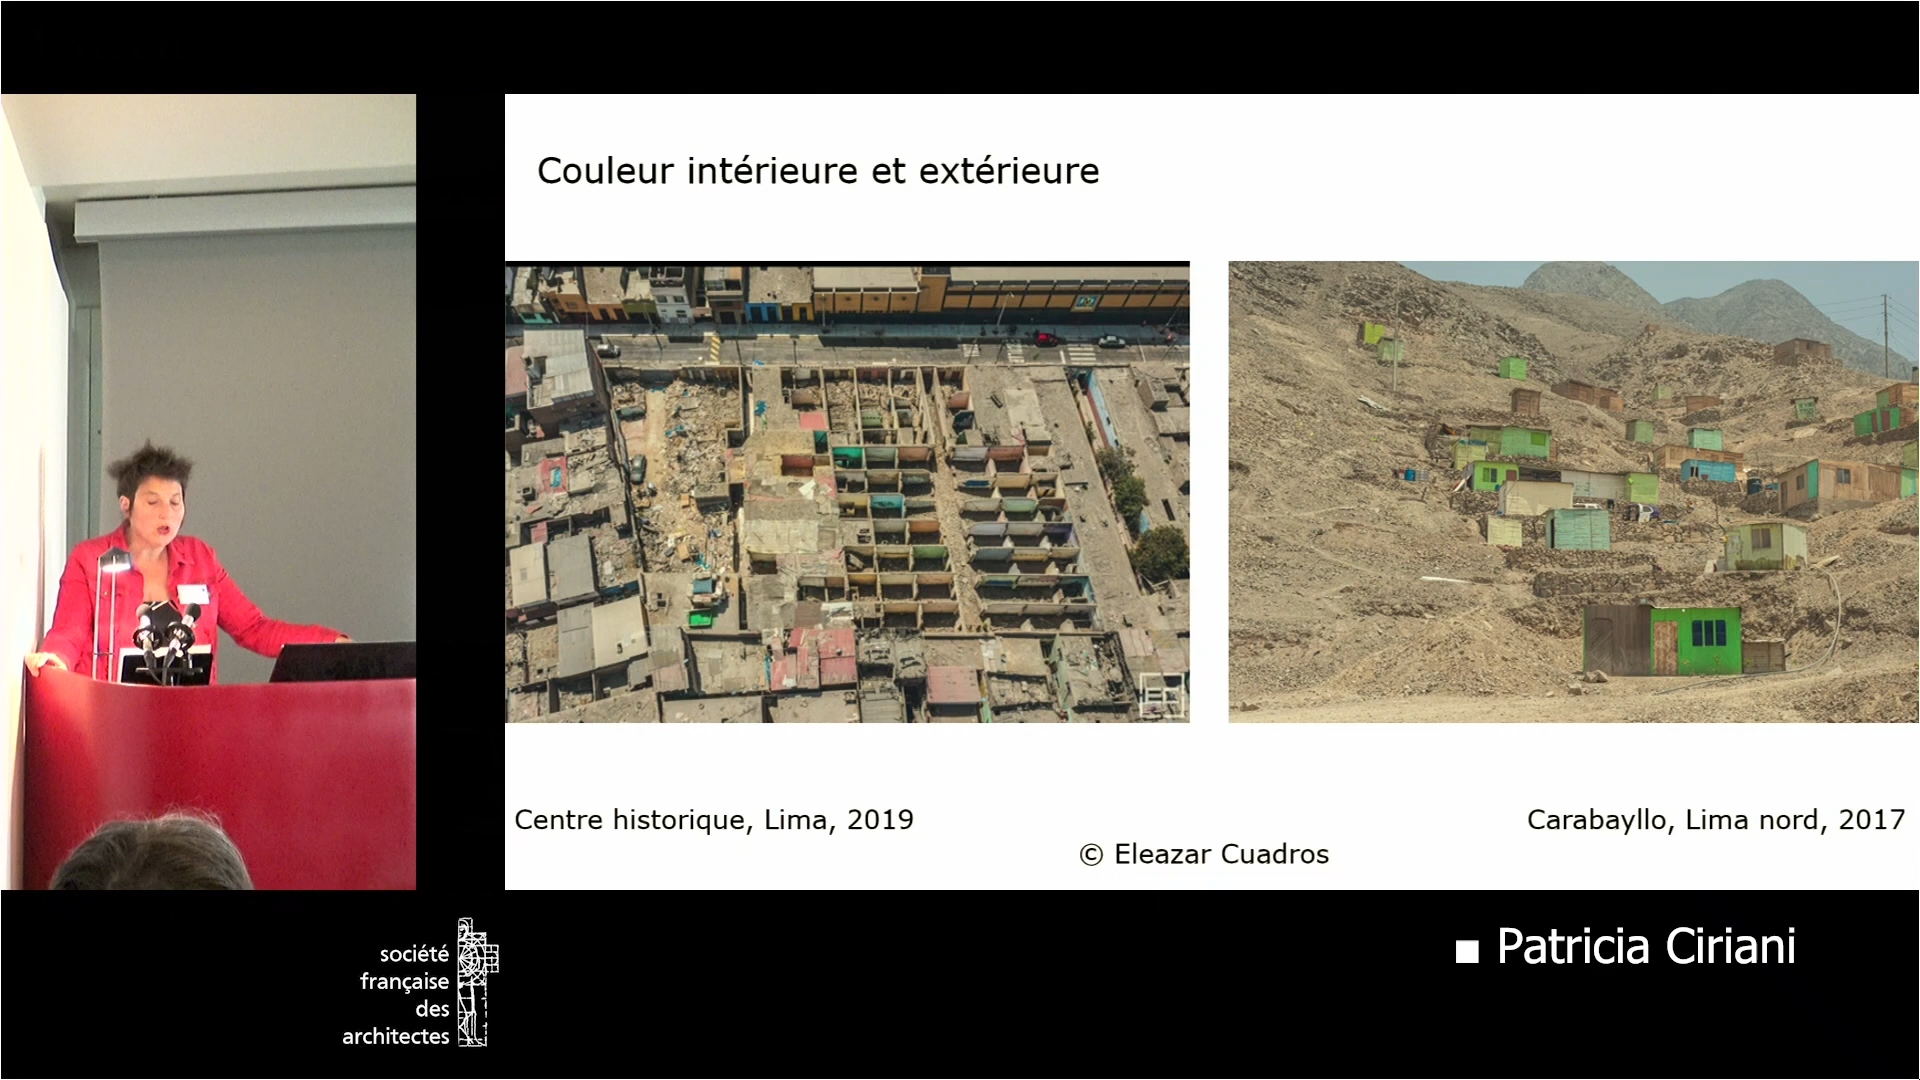 Couleur intérieure et extérieure
Centre historique, Lima, 2019
Carabayllo, Lima nord, 2017
© Eleazar Cuadros
société
française
des
architectes
Patricia Ciriani